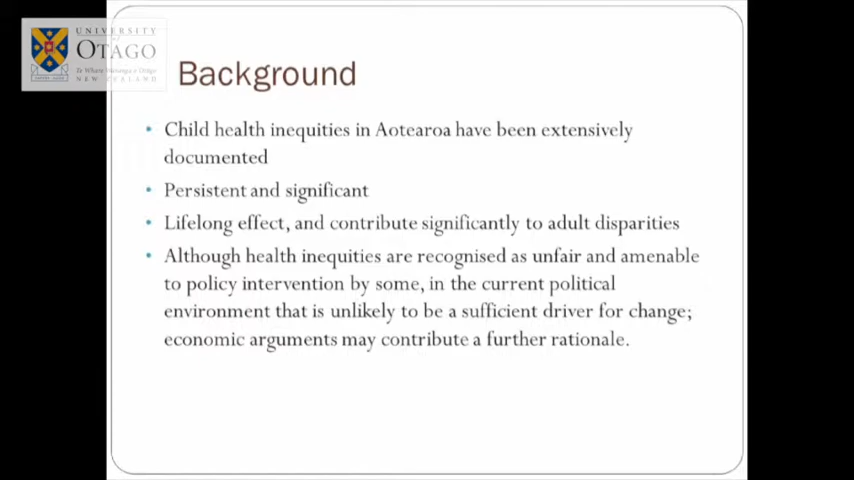 UNIVERSITY
OTAGO
Te Whare Wānanga o Otāgo
NEW ZEALAND
Background
• Child health inequities in Aotearoa have been extensively
documented
• Persistent and significant
• Lifelong effect, and contribute significantly to adult disparities
• Although health inequities are recognised as unfair and amenable
to policy intervention by some, in the current political
environment that is unlikely to be a sufficient driver for change;
economic arguments may contribute a further rationale.